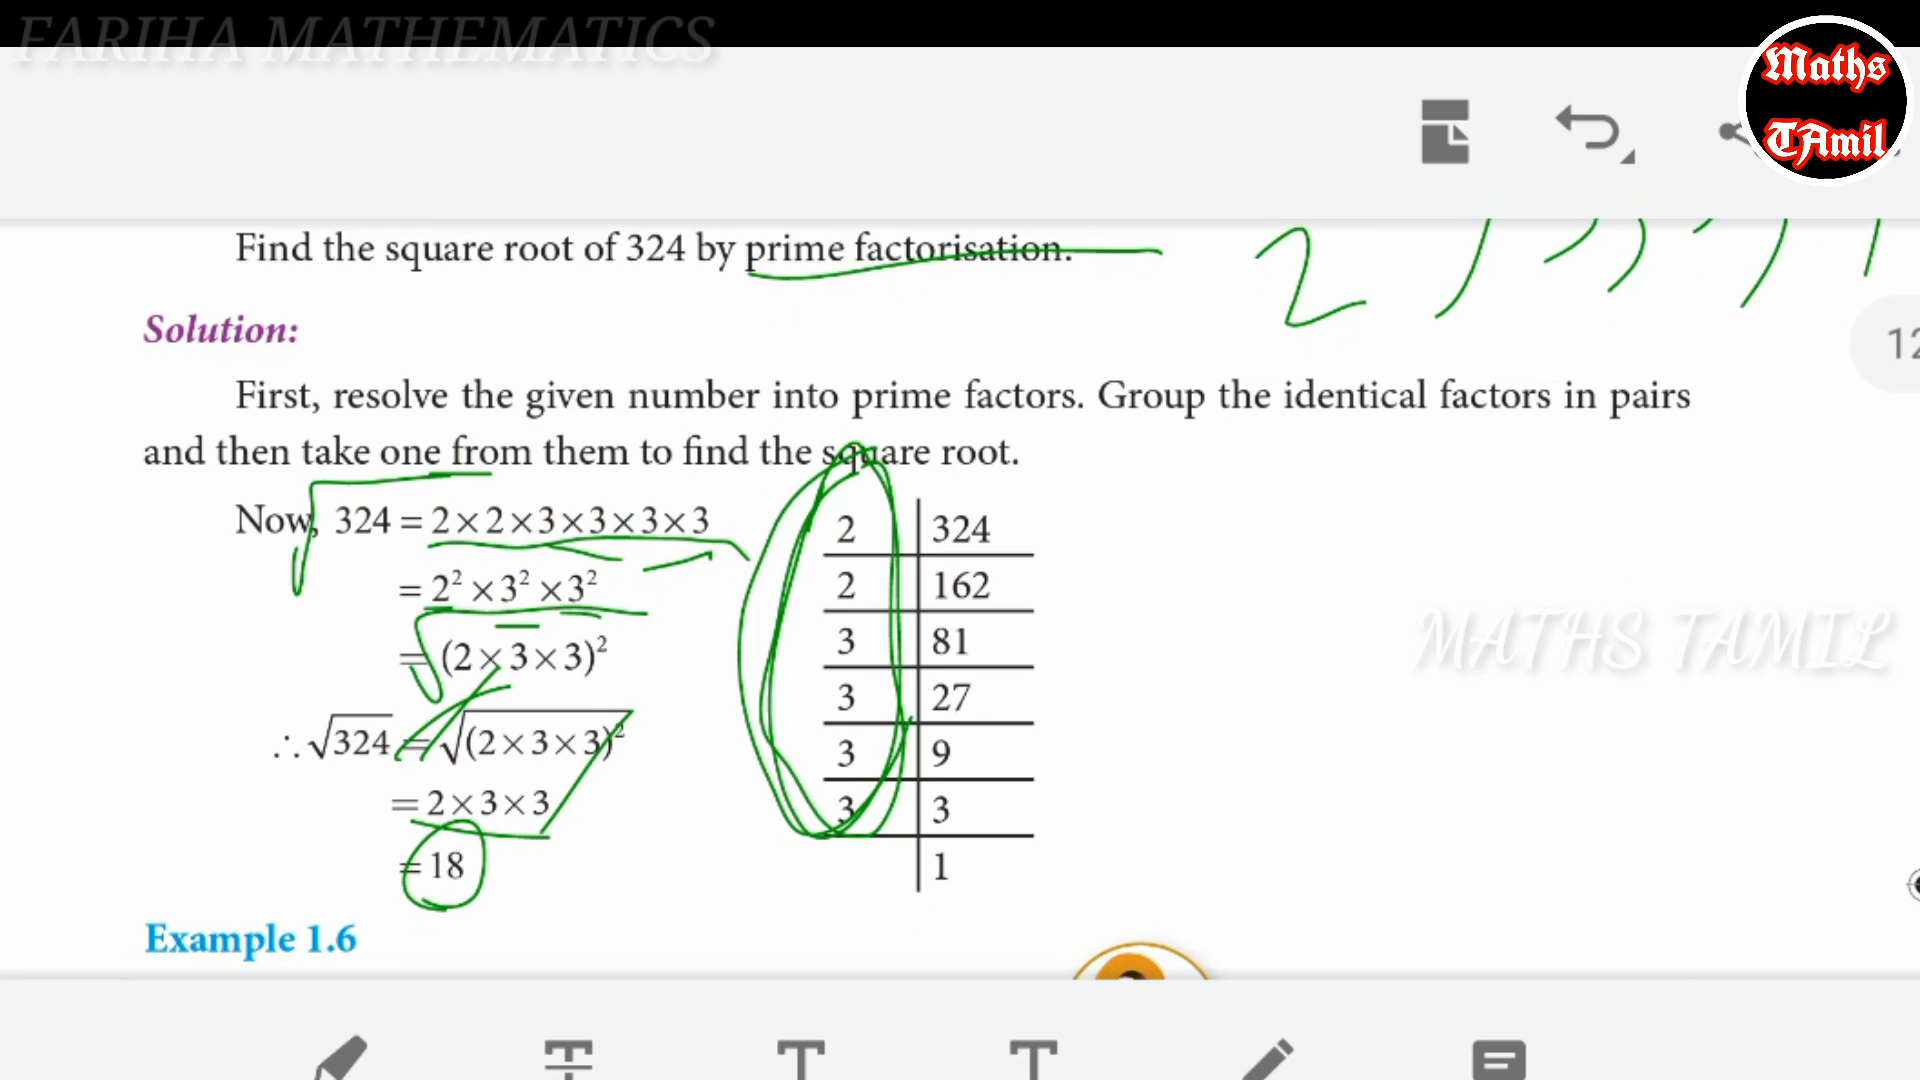 FARIHA MATHEMATICS
Maths
TAmil
Find the square root of 324 by prime factorisation.
2
Solution:
12
First, resolve the given number into prime factors. Group the identical factors in pairs
and then take one from them to find the square root.
Now, 324 = 2×2×3×3×3×3
= 2² × 3² × 3²
= (2 × 3 × 3)²
∴ √324 = √(2×3×3)²
= 2×3×3
= 18
2 324
2 162
3 81
3 27
3 9
3 3
1
MATHS TAMIL
Example 1.6
T
T
T